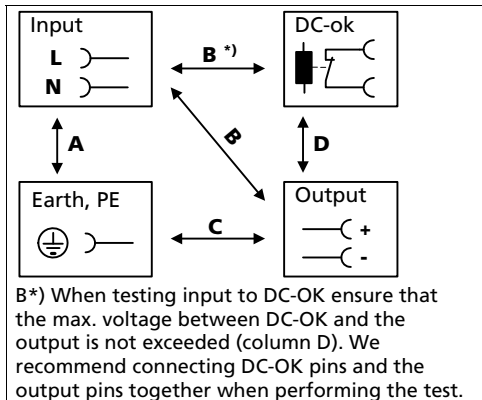 Input
DC-ok
L
N
B *)
B
A
D
Earth, PE
Output
C
+
-
B*) When testing input to DC-OK ensure that
the max. voltage between DC-OK and the
output is not exceeded (column D). We
recommend connecting DC-OK pins and the
output pins together when performing the test.